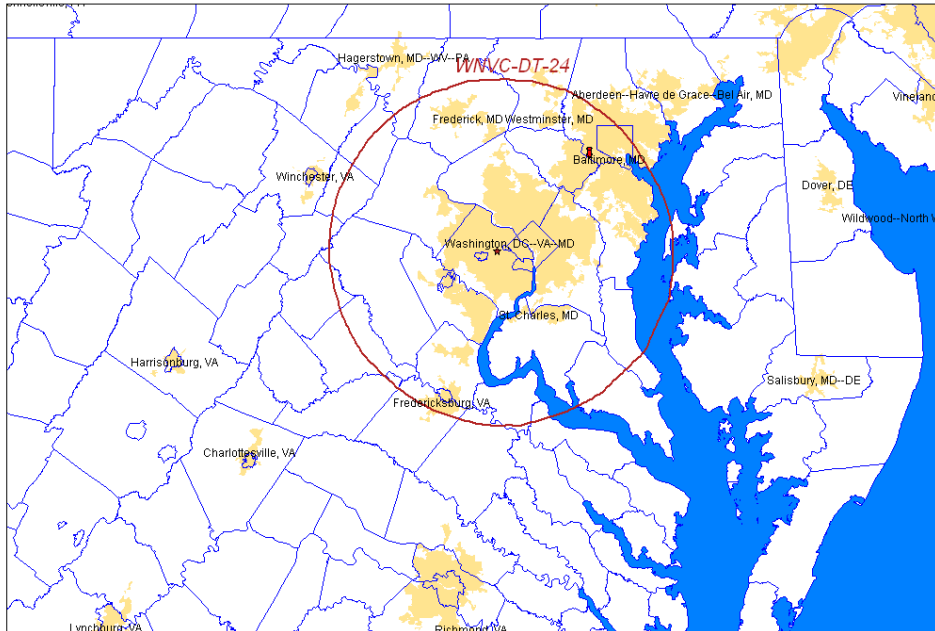 Hagerstown, MD--WV--PA
WNVC-DT-24
Aberdeen--Havre de Grace--Bel Air, MD
Vineland
Frederick, MD
Westminster, MD
Baltimore, MD
Winchester, VA
Dover, DE
Wildwood--North
Washington, DC--VA--MD
St. Charles, MD
Harrisonburg, VA
Salisbury, MD--DE
Fredericksburg, VA
Charlottesville, VA
Lynchburg, VA
Richmond, VA